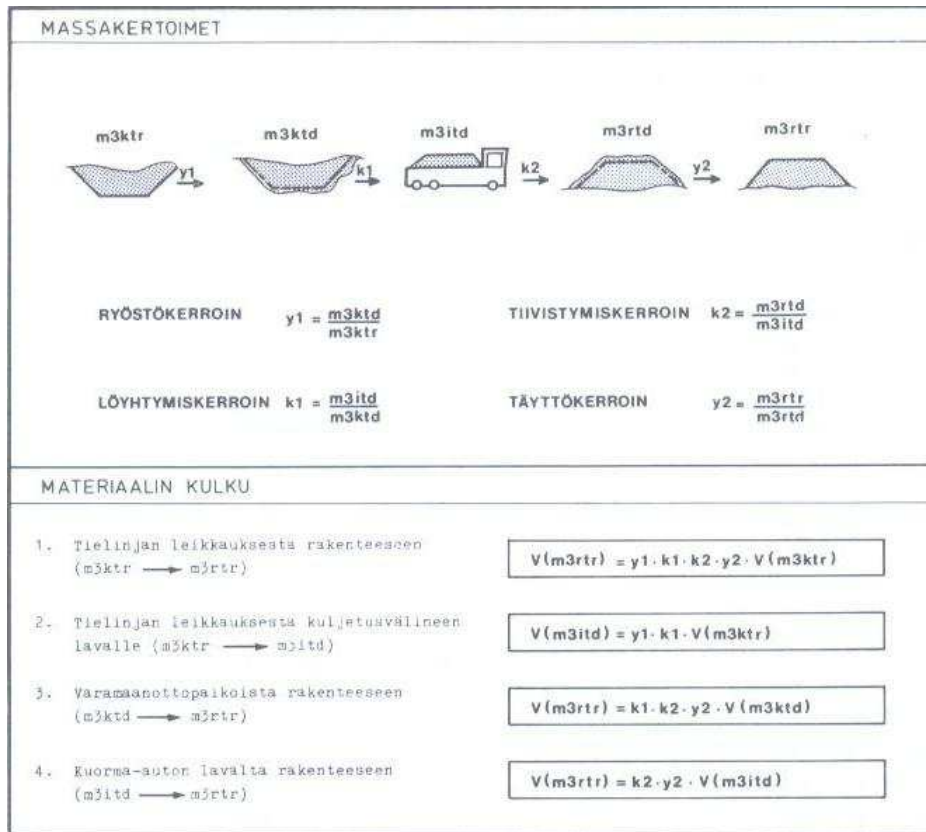 MASSAKERTOIMET
m3ktr m3ktd m3itd m3rtd m3rtr
y1 k1 k2 y2
RYÖSTÖKERROIN y1 = m3ktd / m3ktr
TIIVISTYMISKERROIN k2 = m3rtd / m3itd
LÖYHTYMISKERROIN k1 = m3itd / m3ktd
TÄYTTÖKERROIN y2 = m3rtr / m3rtd
MATERIAALIN KULKU
1. Tielinjan leikkauksesta rakenteeseen
(m3ktr → m3rtr)
V(m3rtr) = y1·k1·k2·y2·V(m3ktr)
2. Tielinjan leikkauksesta kuljetusvälineen
lavalle (m3ktr → m3itd)
V(m3itd) = y1·k1·V(m3ktr)
3. Varamaanottopaikoista rakenteeseen
(m3ktd → m3rtr)
V(m3rtr) = k1·k2·y2·V(m3ktd)
4. Kuorma-auton lavalta rakenteeseen
(m3itd → m3rtr)
V(m3rtr) = k2·y2·V(m3itd)